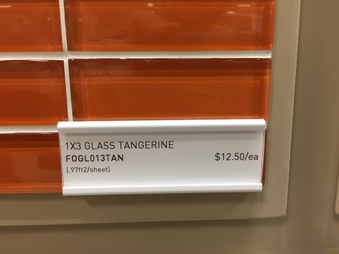 1X3 GLASS TANGERINE
FOGL013TAN $12.50/ea
(.97ft2/sheet)